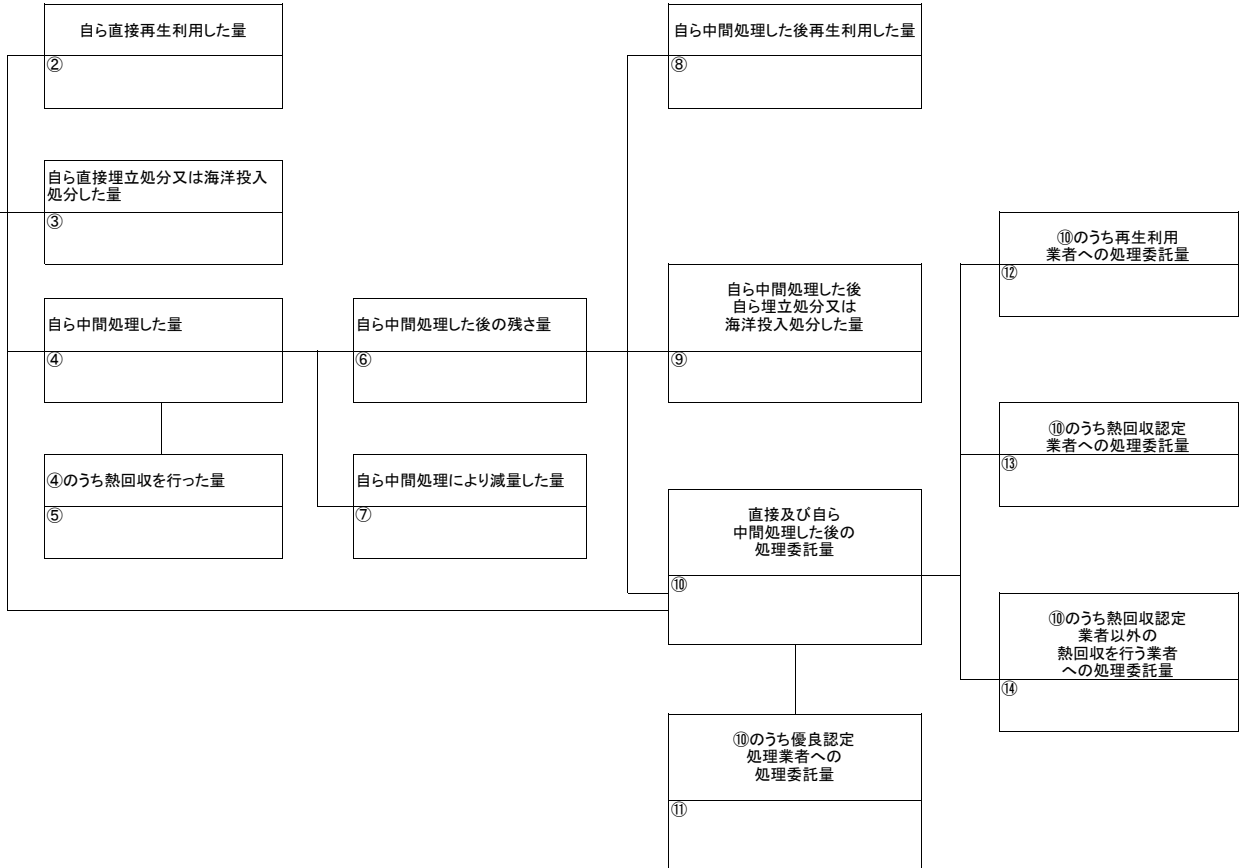 自ら直接再生利用した量
②
自ら中間処理した後再生利用した量
⑧
自ら直接埋立処分又は海洋投入
処分した量
③
⑩のうち再生利用
業者への処理委託量
⑫
自ら中間処理した量
④
自ら中間処理した後の残さ量
⑥
自ら中間処理した後
自ら埋立処分又は
海洋投入処分した量
⑨
⑩のうち熱回収認定
業者への処理委託量
⑬
④のうち熱回収を行った量
⑤
自ら中間処理により減量した量
⑦
直接及び自ら
中間処理した後の
処理委託量
⑩
⑩のうち熱回収認定
業者以外の
熱回収を行う業者
への処理委託量
⑭
⑩のうち優良認定
処理業者への
処理委託量
⑪